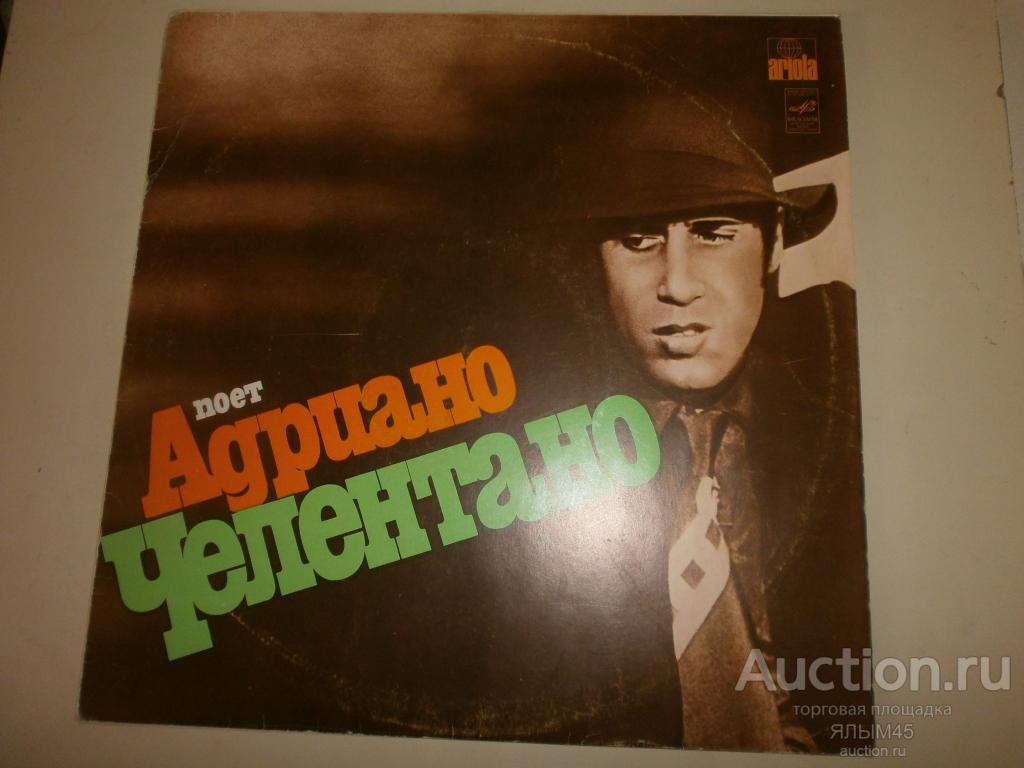 ariola
поет
Адриано
Челентано
Auction.ru
торговая площадка
ЯЛЫМ45
auction.ru